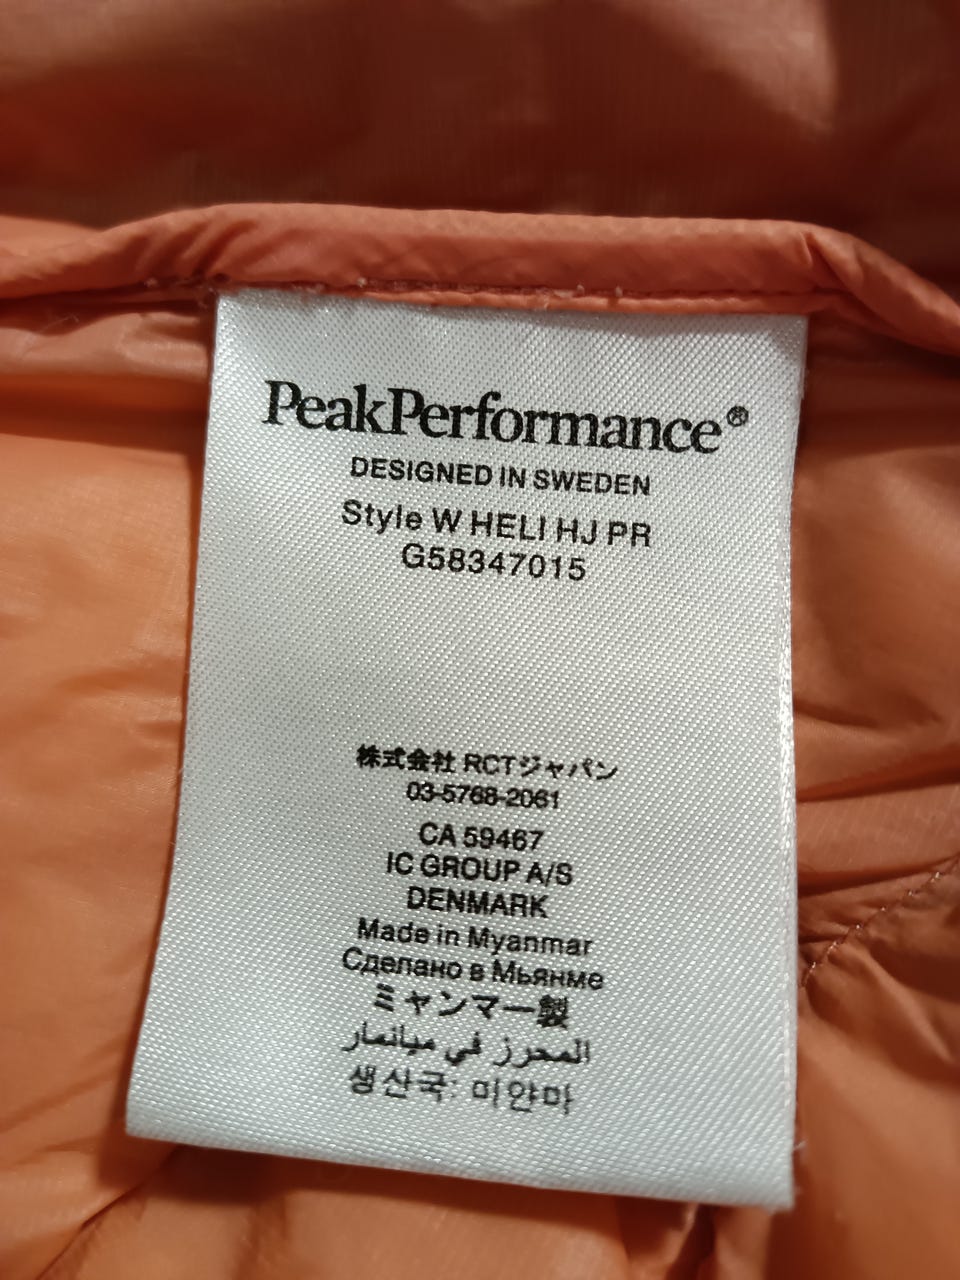 PeakPerformance®
DESIGNED IN SWEDEN
Style W HELI HJ PR
G58347015
株式会社 RCTジャパン
03-5768-2061
CA 59467
IC GROUP A/S
DENMARK
Made in Myanmar
Сделано в Мьянме
ミャンマー製
المحرز في ميانمار
생산국: 미얀마